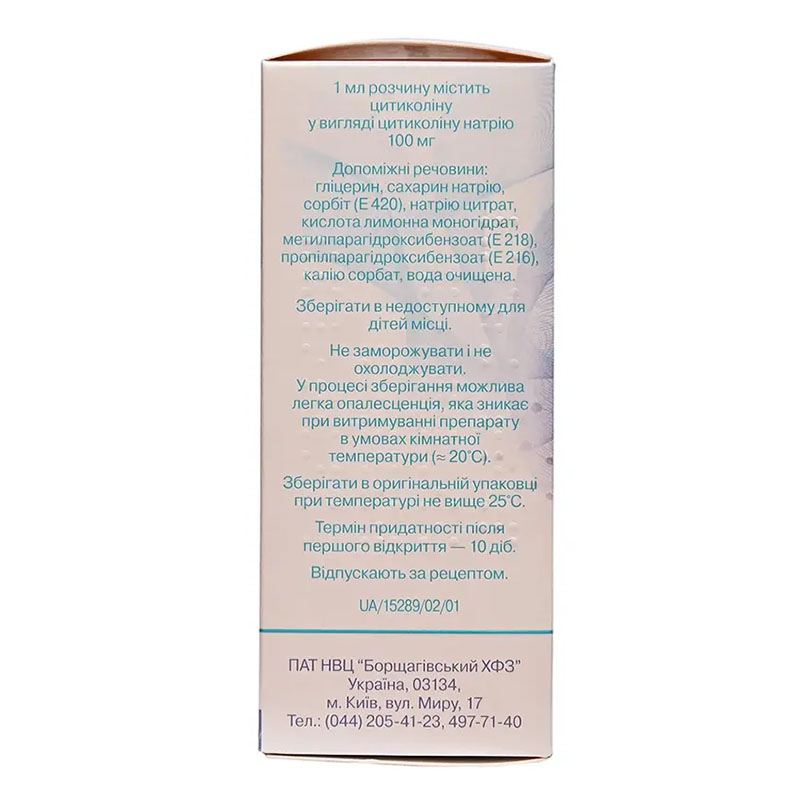 1 мл розчину містить
цитиколіну
у вигляді цитиколіну натрію
100 мг
Допоміжні речовини:
гліцерин, сахарин натрію,
сорбіт (Е 420), натрію цитрат,
кислота лимонна моногідрат,
метилпарагідроксибензоат (Е 218),
пропілпарагідроксибензоат (Е 216),
калію сорбат, вода очищена.
Зберігати в недоступному для
дітей місці.
Не заморожувати і не
охолоджувати.
У процесі зберігання можлива
легка опалесценція, яка зникає
при витримуванні препарату
в умовах кімнатної
температури (≈ 20°С).
Зберігати в оригінальній упаковці
при температурі не вище 25°С.
Термін придатності після
першого відкриття — 10 діб.
Відпускають за рецептом.
UA/15289/02/01
ПАТ НВЦ "Борщагівський ХФЗ"
Україна, 03134,
м. Київ, вул. Миру, 17
Тел.: (044) 205-41-23, 497-71-40